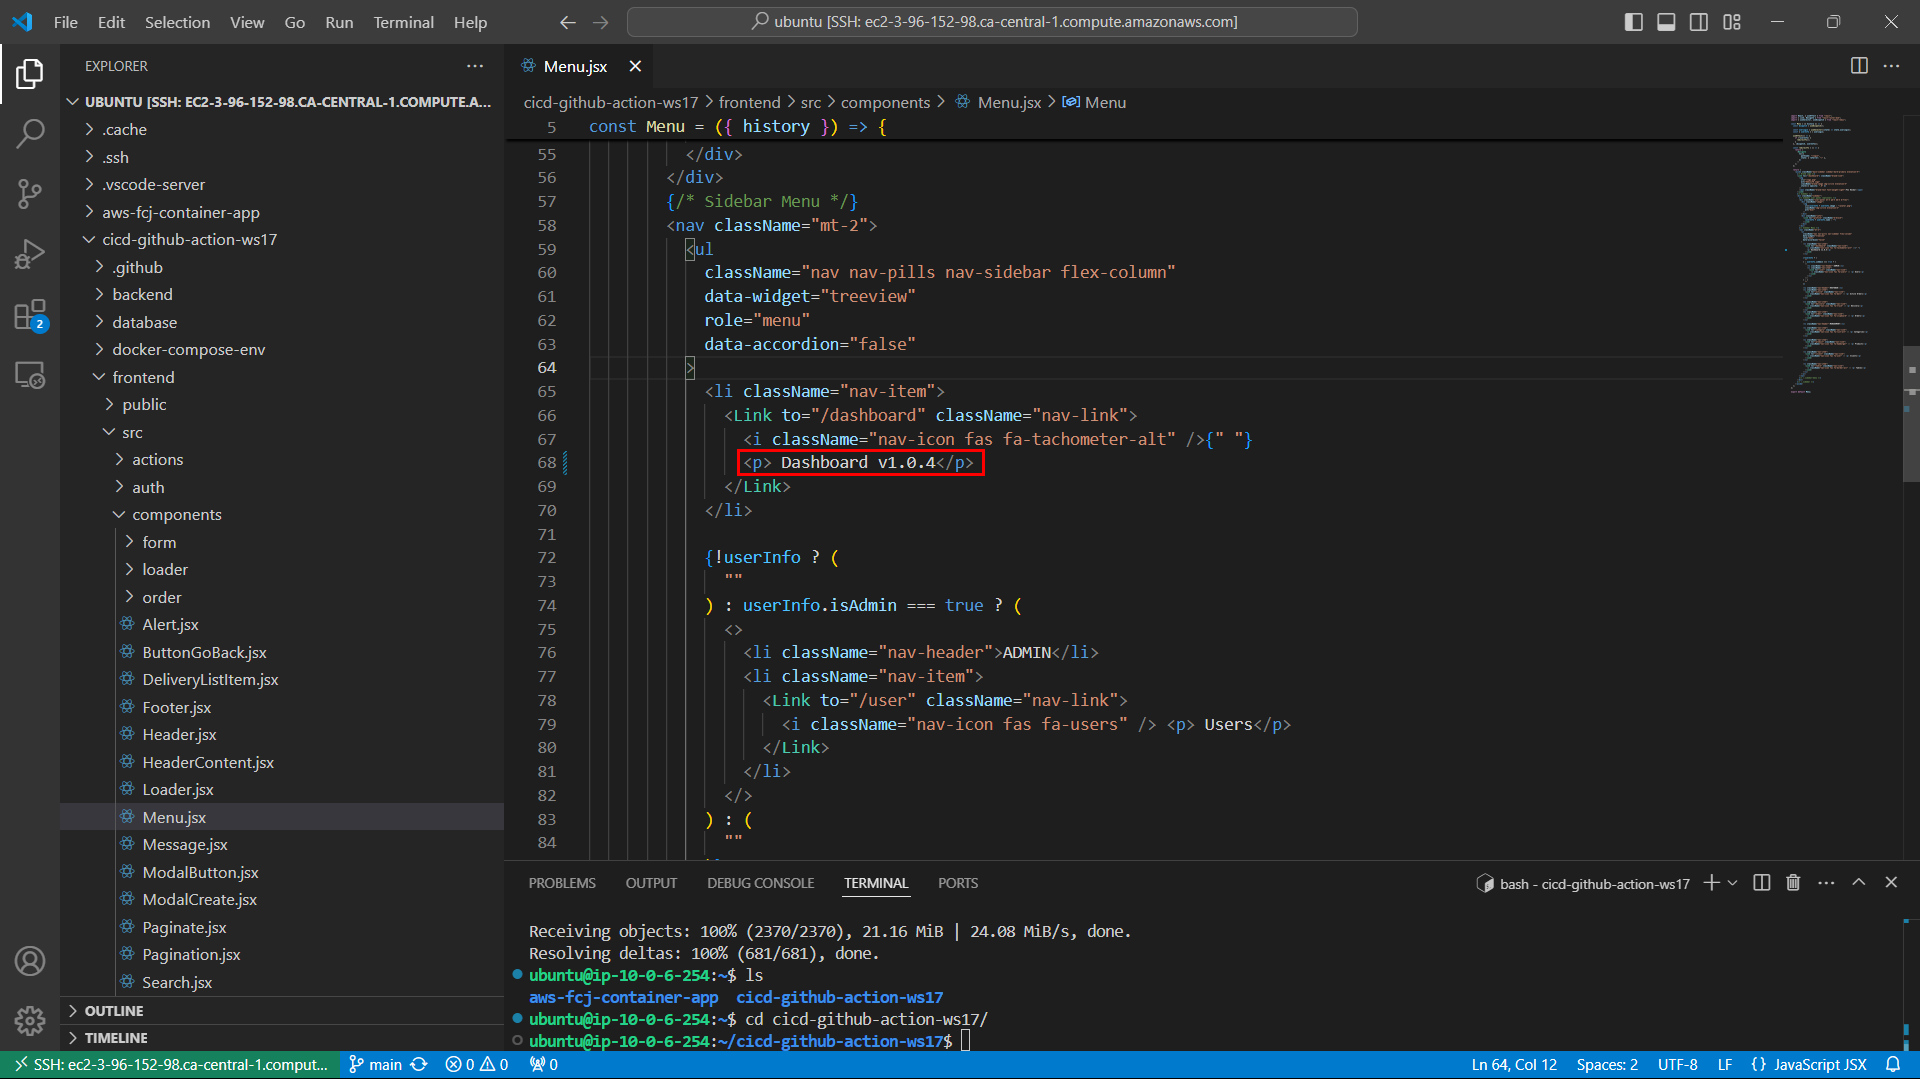 File Edit Selection View Go Run Terminal Help
ubuntu [SSH: ec2-3-96-152-98.ca-central-1.compute.amazonaws.com]
EXPLORER
UBUNTU [SSH: EC2-3-96-152-98.CA-CENTRAL-1.COMPUTE.A...
.cache
.ssh
.vscode-server
aws-fcj-container-app
cicd-github-action-ws17
.github
backend
database
docker-compose-env
frontend
public
src
actions
auth
components
form
loader
order
Alert.jsx
ButtonGoBack.jsx
DeliveryListItem.jsx
Footer.jsx
Header.jsx
HeaderContent.jsx
Loader.jsx
Menu.jsx
Message.jsx
ModalButton.jsx
ModalCreate.jsx
Paginate.jsx
Pagination.jsx
Search.jsx
OUTLINE
TIMELINE
2
Menu.jsx
cicd-github-action-ws17 > frontend > src > components > Menu.jsx > Menu
5 const Menu = ({ history }) => {
55 </div>
56 </div>
57 {/* Sidebar Menu */}
58 <nav className="mt-2">
59 <ul
60 className="nav nav-pills nav-sidebar flex-column"
61 data-widget="treeview"
62 role="menu"
63 data-accordion="false"
64 >
65 <li className="nav-item">
66 <Link to="/dashboard" className="nav-link">
67 <i className="nav-icon fas fa-tachometer-alt" />{" "}
68 <p> Dashboard v1.0.4</p>
69 </Link>
70 </li>
71
72 {!userInfo ? (
73 ""
74 ) : userInfo.isAdmin === true ? (
75 <>
76 <li className="nav-header">ADMIN</li>
77 <li className="nav-item">
78 <Link to="/user" className="nav-link">
79 <i className="nav-icon fas fa-users" /> <p> Users</p>
80 </Link>
81 </li>
82 </>
83 ) : (
84 ""
PROBLEMS OUTPUT DEBUG CONSOLE TERMINAL PORTS
bash - cicd-github-action-ws17
Receiving objects: 100% (2370/2370), 21.16 MiB | 24.08 MiB/s, done.
Resolving deltas: 100% (681/681), done.
ubuntu@ip-10-0-6-254:~$ ls
aws-fcj-container-app cicd-github-action-ws17
ubuntu@ip-10-0-6-254:~$ cd cicd-github-action-ws17/
ubuntu@ip-10-0-6-254:~/cicd-github-action-ws17$
SSH: ec2-3-96-152-98.ca-central-1.comput... main 0 0 0 Ln 64, Col 12 Spaces: 2 UTF-8 LF {} JavaScript JSX